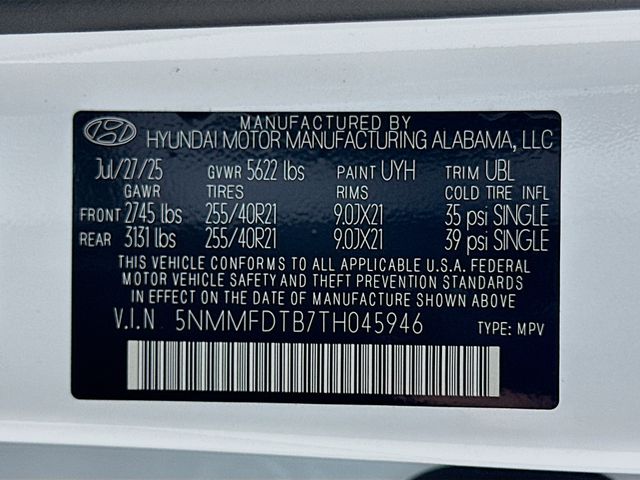 MANUFACTURED BY
HYUNDAI MOTOR MANUFACTURING ALABAMA, LLC
Jul/27/25 GVWR 5622 lbs PAINT UYH TRIM UBL
GAWR TIRES RIMS COLD TIRE INFL
FRONT 2745 lbs 255/40R21 9.0JX21 35 psi SINGLE
REAR 3131 lbs 255/40R21 9.0JX21 39 psi SINGLE
THIS VEHICLE CONFORMS TO ALL APPLICABLE U.S.A. FEDERAL
MOTOR VEHICLE SAFETY AND THEFT PREVENTION STANDARDS
IN EFFECT ON THE DATE OF MANUFACTURE SHOWN ABOVE
V.I.N 5NMMFDTB7TH045946 TYPE: MPV